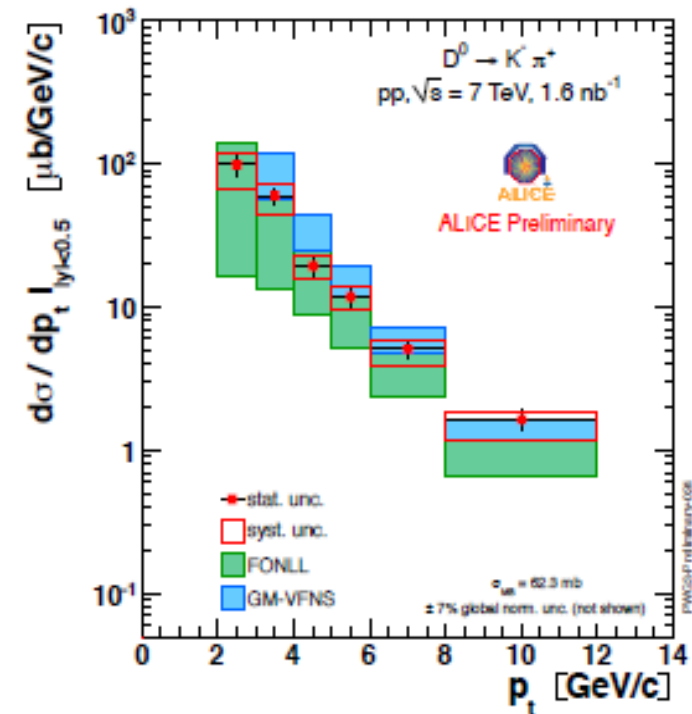 10³
D⁰ → K⁻ π⁺
pp, √s = 7 TeV, 1.6 nb⁻¹
10²
ALICE
ALICE Preliminary
dσ / dpₜ |_{|y|<0.5} [μb/GeV/c]
10
1
stat. unc.
syst. unc.
FONLL
GM-VFNS
10⁻¹
= 62.3 mb
± 7% global norm. unc. (not shown)
0 2 4 6 8 10 12 14
pₜ [GeV/c]